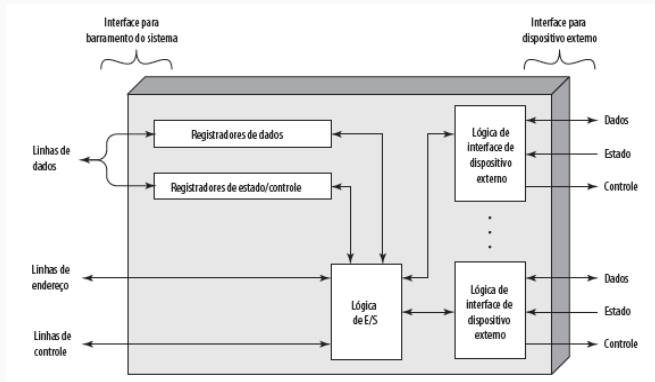 Interface para
barramento do sistema
Interface para
dispositivo externo
Linhas de
dados
Registradores de dados
Registradores de estado/controle
Lógica de
interface de
dispositivo
externo
Dados
Estado
Controle
Linhas de
endereço
Linhas de
controle
Lógica
de E/S
Lógica de
interface de
dispositivo
externo
Dados
Estado
Controle